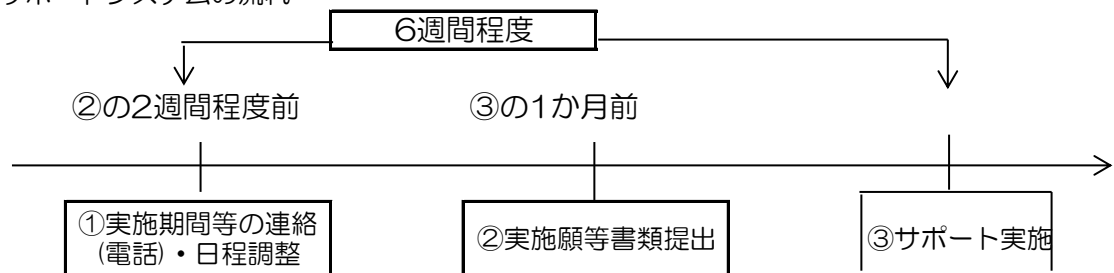 サポートシステムの流れ
6週間程度
②の2週間程度前
③の1か月前
①実施期間等の連絡
(電話)・日程調整
②実施願等書類提出
③サポート実施